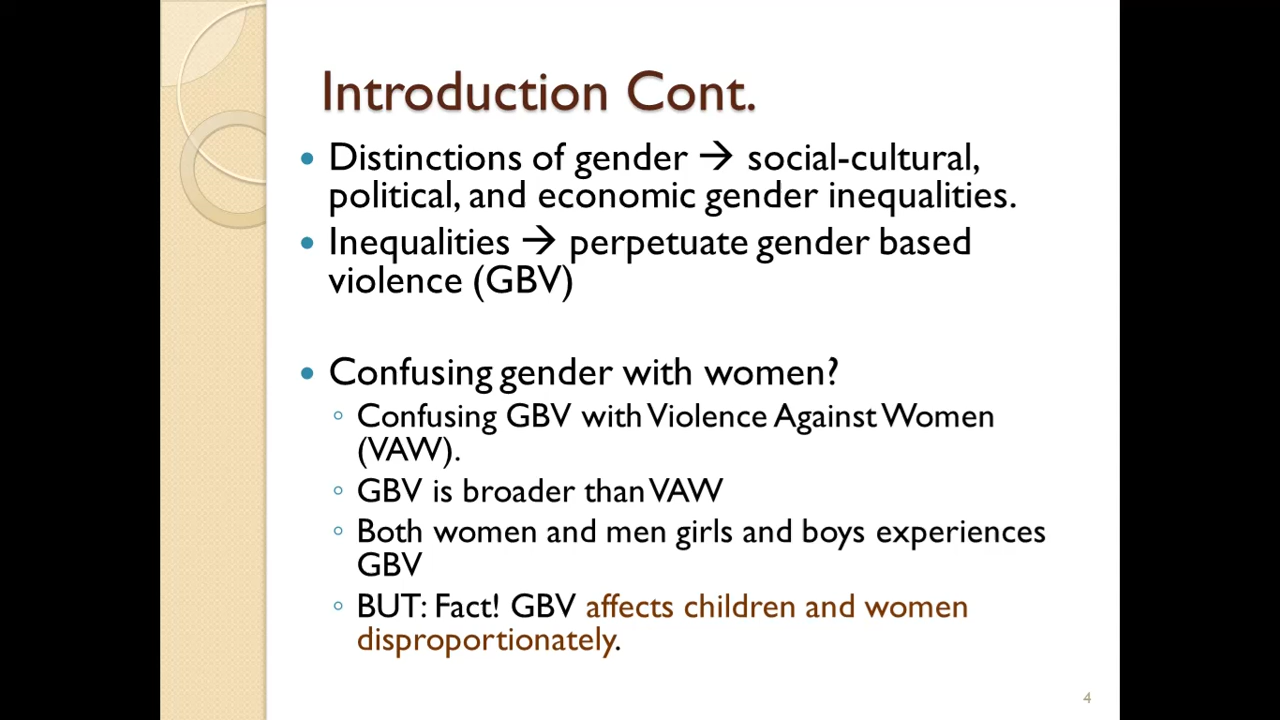 Introduction Cont.
• Distinctions of gender → social-cultural,
political, and economic gender inequalities.
• Inequalities → perpetuate gender based
violence (GBV)
• Confusing gender with women?
◦ Confusing GBV with Violence Against Women
(VAW).
◦ GBV is broader than VAW
◦ Both women and men girls and boys experiences
GBV
◦ BUT: Fact! GBV affects children and women
disproportionately.
4